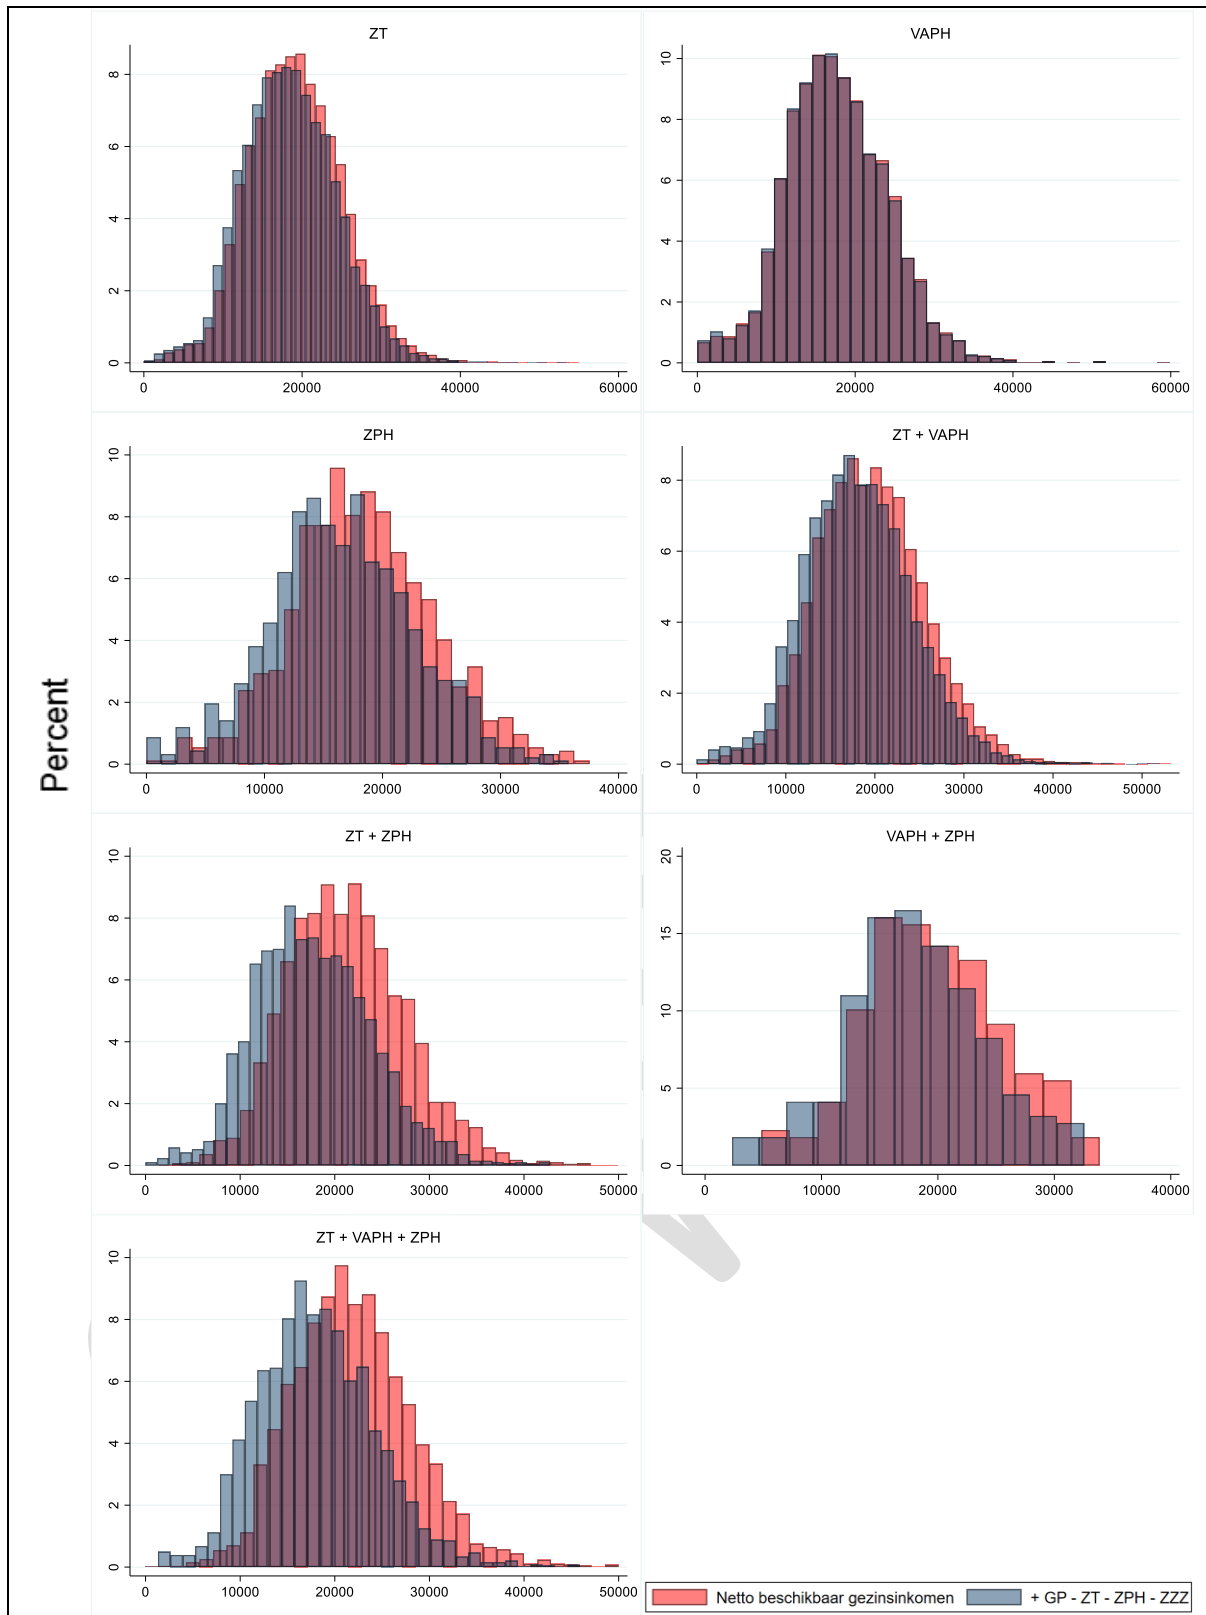 ZT
0 2 4 6 8
0 20000 40000 60000
VAPH
0 2 4 6 8 10
0 20000 40000 60000
ZPH
0 2 4 6 8 10
0 10000 20000 30000 40000
ZT + VAPH
0 2 4 6 8
0 10000 20000 30000 40000 50000
Percent
ZT + ZPH
0 2 4 6 8 10
0 10000 20000 30000 40000 50000
VAPH + ZPH
0 5 10 15 20
0 10000 20000 30000 40000
ZT + VAPH + ZPH
0 2 4 6 8 10
0 10000 20000 30000 40000 50000
Netto beschikbaar gezinsinkomen + GP - ZT - ZPH - ZZZ